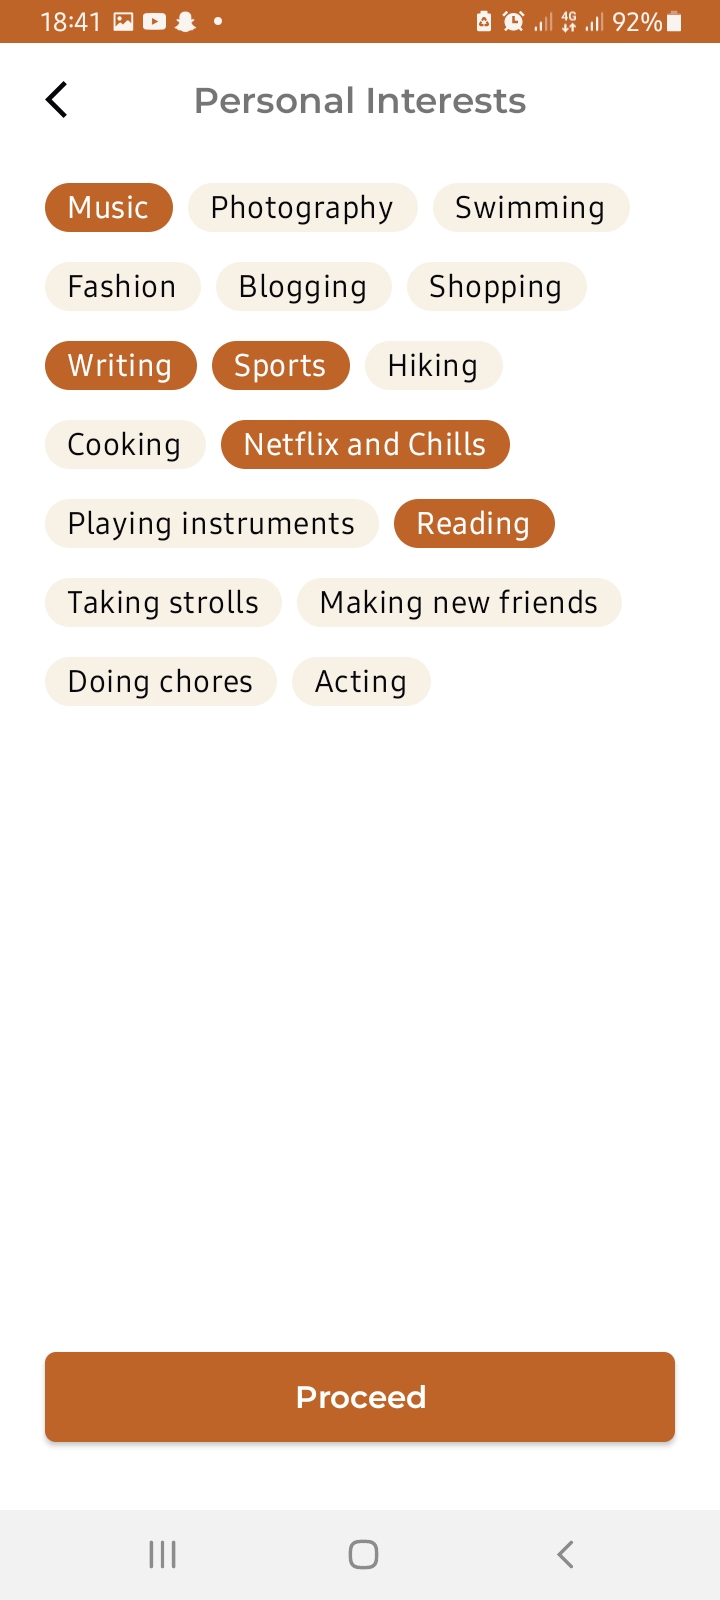 18:41 4G 92%
Personal Interests
Music Photography Swimming
Fashion Blogging Shopping
Writing Sports Hiking
Cooking Netflix and Chills
Playing instruments Reading
Taking strolls Making new friends
Doing chores Acting
Proceed